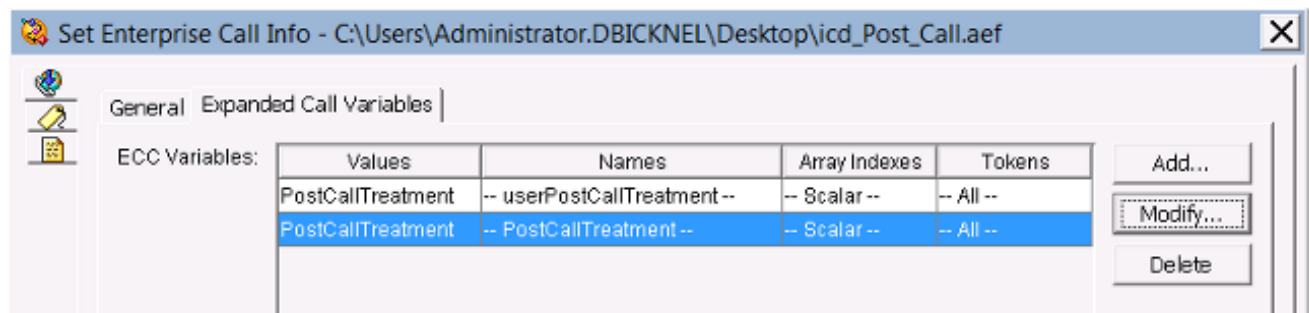 Set Enterprise Call Info - C:\Users\Administrator.DBICKNEL\Desktop\icd_Post_Call.aef
General Expanded Call Variables
ECC Variables: Values Names Array Indexes Tokens Add...
PostCallTreatment -- userPostCallTreatment -- -- Scalar -- -- All --
Modify...
PostCallTreatment -- PostCallTreatment -- -- Scalar -- -- All --
Delete